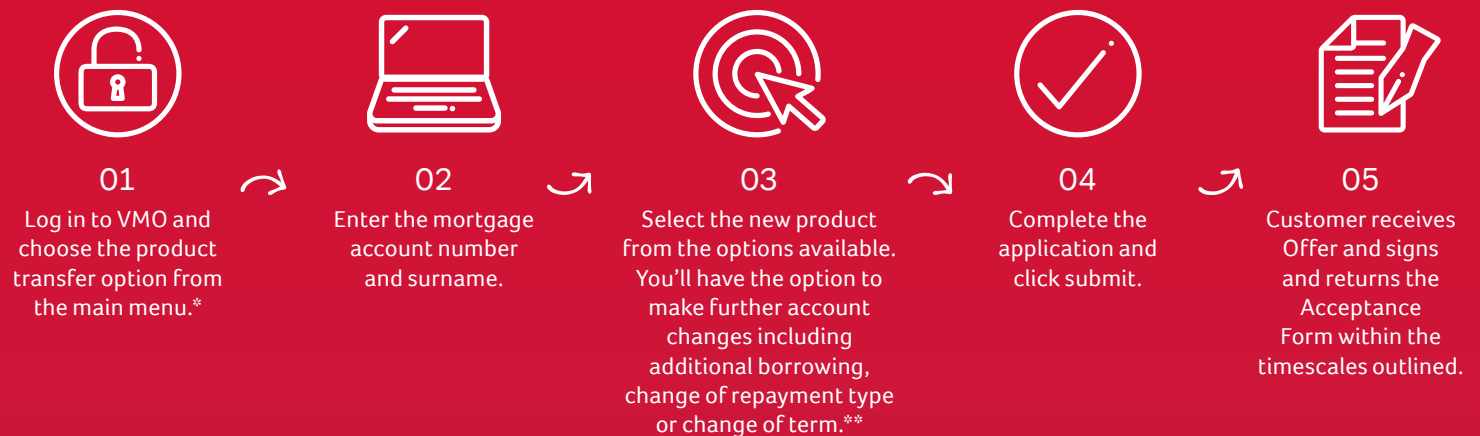 01
Log in to VMO and
choose the product
transfer option from
the main menu.*
02
Enter the mortgage
account number
and surname.
03
Select the new product
from the options available.
You'll have the option to
make further account
changes including
additional borrowing,
change of repayment type
or change of term.**
04
Complete the
application and
click submit.
05
Customer receives
Offer and signs
and returns the
Acceptance
Form within the
timescales outlined.